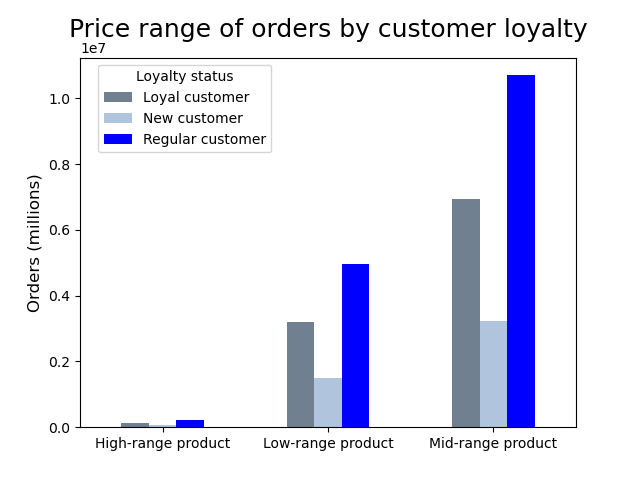 Price range of orders by customer loyalty
1e7
Loyalty status
Loyal customer
New customer
Regular customer
Orders (millions)
1.0
0.8
0.6
0.4
0.2
0.0
High-range product
Low-range product
Mid-range product